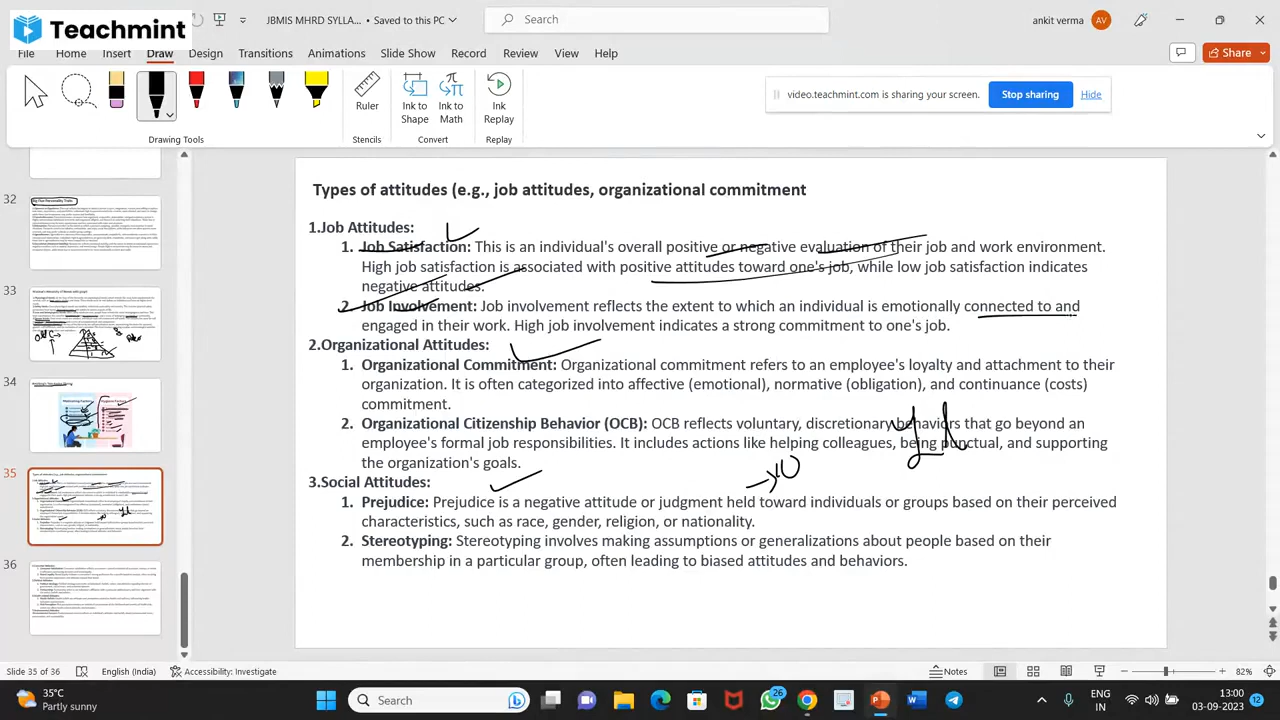 Teachmint
JBMIS MHRD SYLLA... • Saved to this PC
Search
ankit verma
AV
File Home Insert Draw Design Transitions Animations Slide Show Record Review View Help
Share
Ruler
Ink to Shape
Ink to Math
Ink Replay
Drawing Tools
Stencils
Convert
Replay
video.teachmint.com is sharing your screen.
Stop sharing
Hide
32
33
34
35
36
Types of attitudes (e.g., job attitudes, organizational commitment
1.Job Attitudes:
1. Job Satisfaction: This is an individual's overall positive or negative evaluation of their job and work environment.
High job satisfaction is associated with positive attitudes toward one's job, while low job satisfaction indicates
negative attitudes.
2. Job Involvement: Job involvement reflects the extent to which an individual is emotionally connected to and
engaged in their work. High job involvement indicates a strong commitment to one's job.
2.Organizational Attitudes:
1. Organizational Commitment: Organizational commitment refers to an employee's loyalty and attachment to their
organization. It is often categorized into affective (emotional), normative (obligation), and continuance (costs)
commitment.
2. Organizational Citizenship Behavior (OCB): OCB reflects voluntary, discretionary behaviors that go beyond an
employee's formal job responsibilities. It includes actions like helping colleagues, being punctual, and supporting
the organization's goals.
3.Social Attitudes:
1. Prejudice: Prejudice is a negative attitude or judgment held toward individuals or groups based on their perceived
characteristics, such as race, gender, religion, or nationality.
2. Stereotyping: Stereotyping involves making assumptions or generalizations about people based on their
membership in a particular group, often leading to biased attitudes and behaviors.
Slide 35 of 36
English (India)
Accessibility: Investigate
Notes
82%
35°C
Partly sunny
Search
26
ENG
IN
13:00
03-09-2023